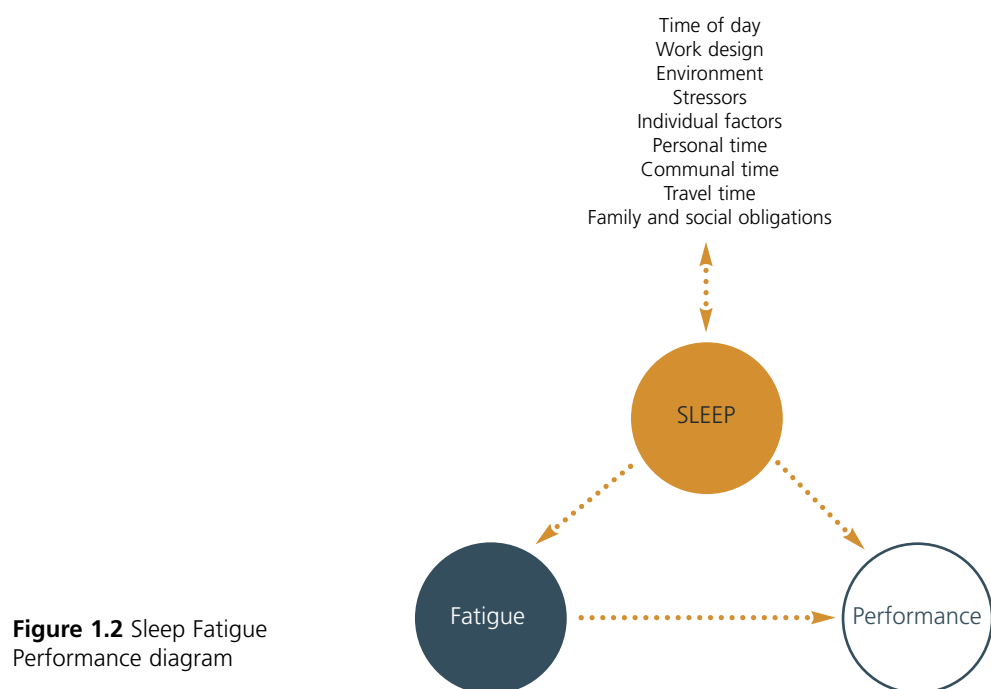 Time of day
Work design
Environment
Stressors
Individual factors
Personal time
Communal time
Travel time
Family and social obligations
SLEEP
Fatigue
Performance
Figure 1.2 Sleep Fatigue
Performance diagram